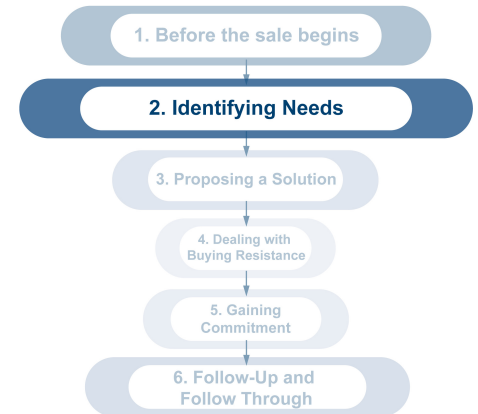 1. Before the sale begins
2. Identifying Needs
3. Proposing a Solution
4. Dealing with
Buying Resistance
5. Gaining
Commitment
6. Follow-Up and
Follow Through